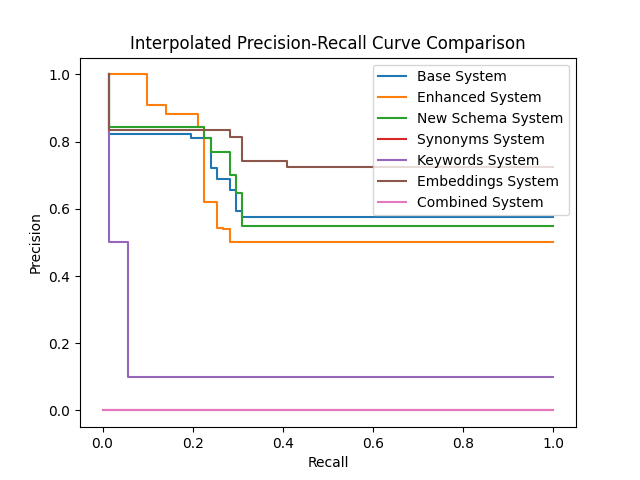 Interpolated Precision-Recall Curve Comparison
1.0
0.8
0.6
0.4
0.2
0.0
Precision
Base System
Enhanced System
New Schema System
Synonyms System
Keywords System
Embeddings System
Combined System
0.0 0.2 0.4 0.6 0.8 1.0
Recall